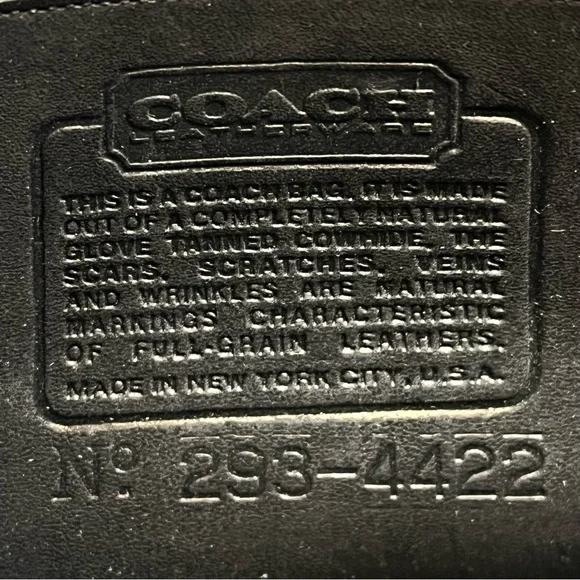 COACH
LEATHERWARE
THIS IS A COACH BAG. IT IS MADE
OUT OF A COMPLETELY NATURAL
GLOVE TANNED COWHIDE. THE
SCARS, SCRATCHES, VEINS
AND WRINKLES ARE NATURAL
MARKINGS CHARACTERISTIC
OF FULL-GRAIN LEATHERS.
MADE IN NEW YORK CITY, U.S.A.
Nº 293-4422